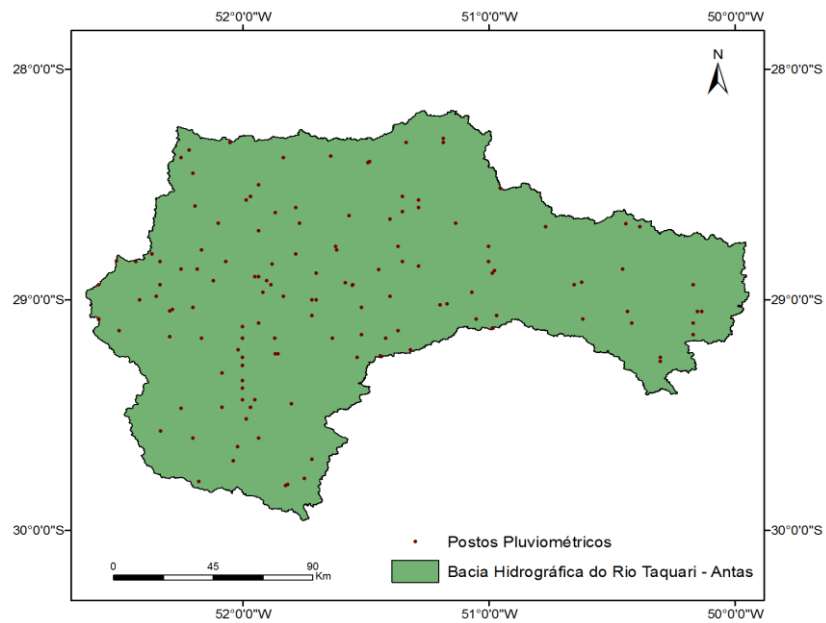 52°0'0"W 51°0'0"W 50°0'0"W
28°0'0"S 28°0'0"S
N
29°0'0"S 29°0'0"S
30°0'0"S 30°0'0"S
Postos Pluviométricos
Bacia Hidrográfica do Rio Taquari - Antas
0 45 90
Km
52°0'0"W 51°0'0"W 50°0'0"W